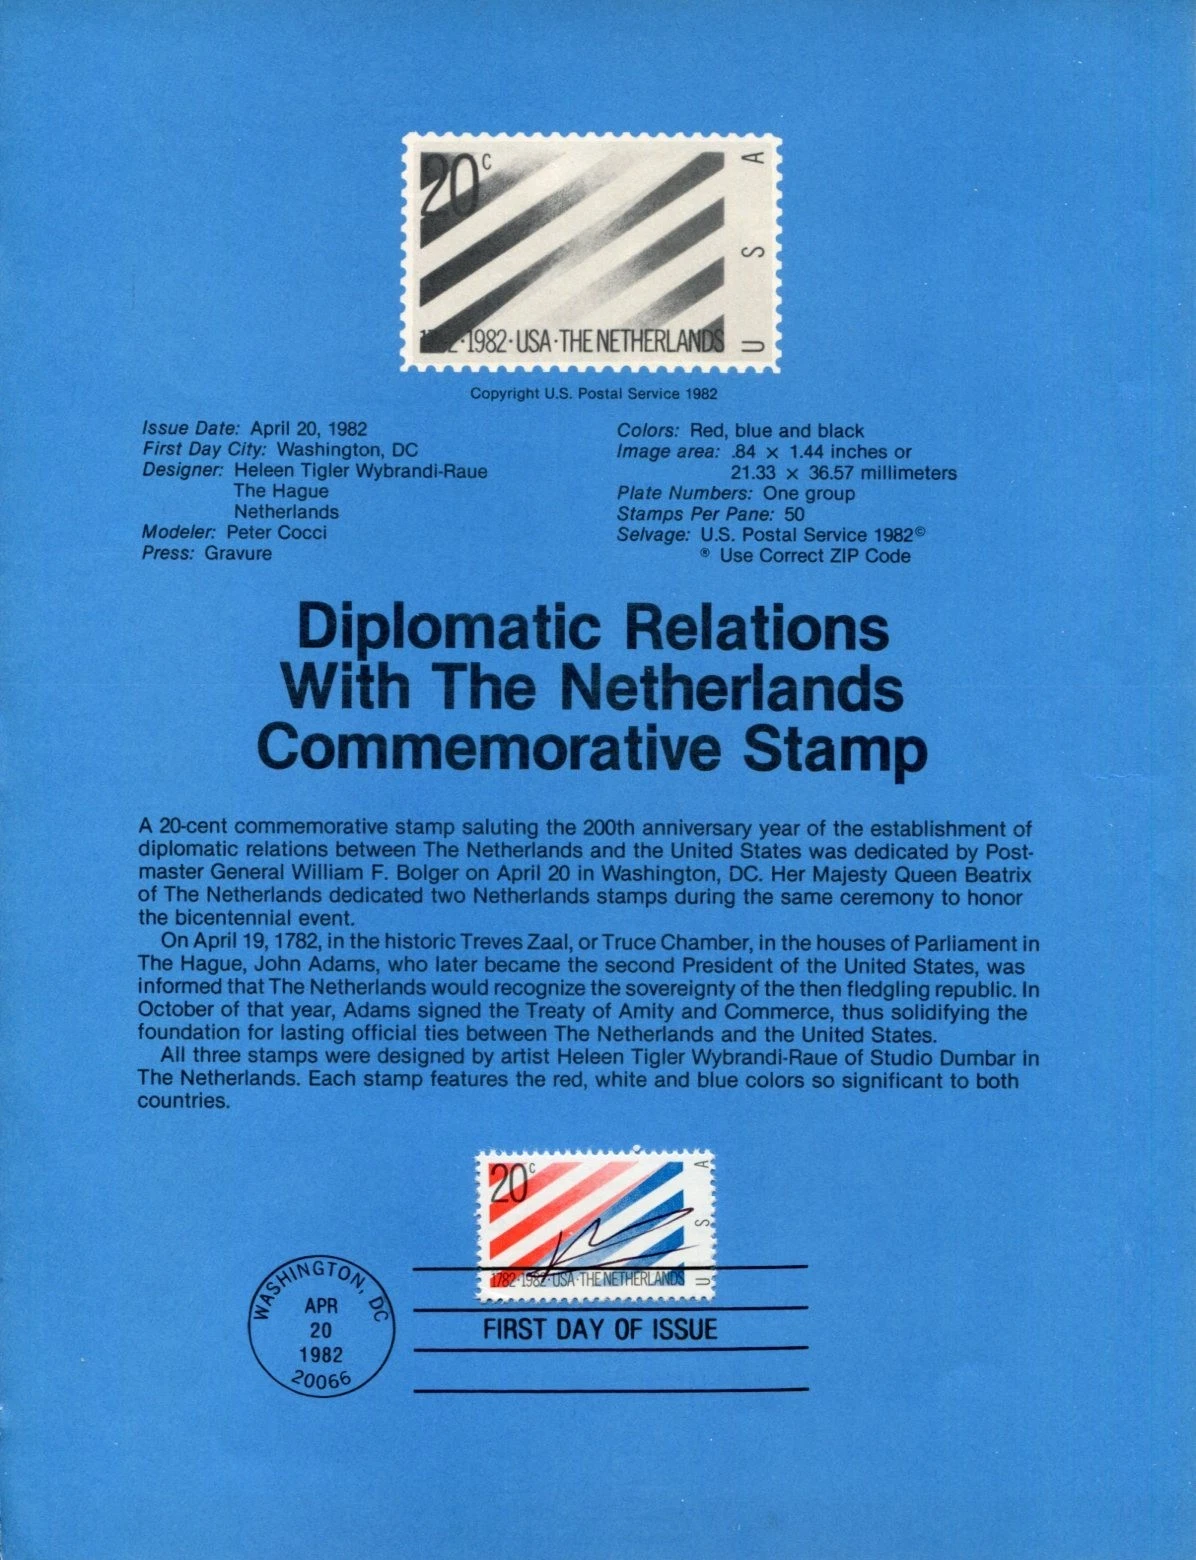 20c
A
S
U
1782·1982·USA·THE NETHERLANDS
Copyright U.S. Postal Service 1982
Issue Date: April 20, 1982
First Day City: Washington, DC
Designer: Heleen Tigler Wybrandi-Raue
The Hague
Netherlands
Modeler: Peter Cocci
Press: Gravure
Colors: Red, blue and black
Image area: .84 × 1.44 inches or
21.33 × 36.57 millimeters
Plate Numbers: One group
Stamps Per Pane: 50
Selvage: U.S. Postal Service 1982©
® Use Correct ZIP Code
Diplomatic Relations
With The Netherlands
Commemorative Stamp
A 20-cent commemorative stamp saluting the 200th anniversary year of the establishment of
diplomatic relations between The Netherlands and the United States was dedicated by Post-
master General William F. Bolger on April 20 in Washington, DC. Her Majesty Queen Beatrix
of The Netherlands dedicated two Netherlands stamps during the same ceremony to honor
the bicentennial event.
On April 19, 1782, in the historic Treves Zaal, or Truce Chamber, in the houses of Parliament in
The Hague, John Adams, who later became the second President of the United States, was
informed that The Netherlands would recognize the sovereignty of the then fledgling republic. In
October of that year, Adams signed the Treaty of Amity and Commerce, thus solidifying the
foundation for lasting official ties between The Netherlands and the United States.
All three stamps were designed by artist Heleen Tigler Wybrandi-Raue of Studio Dumbar in
The Netherlands. Each stamp features the red, white and blue colors so significant to both
countries.
20c
A
S
U
1782·1982·USA·THE NETHERLANDS
WASHINGTON, DC
APR
20
1982
20066
FIRST DAY OF ISSUE